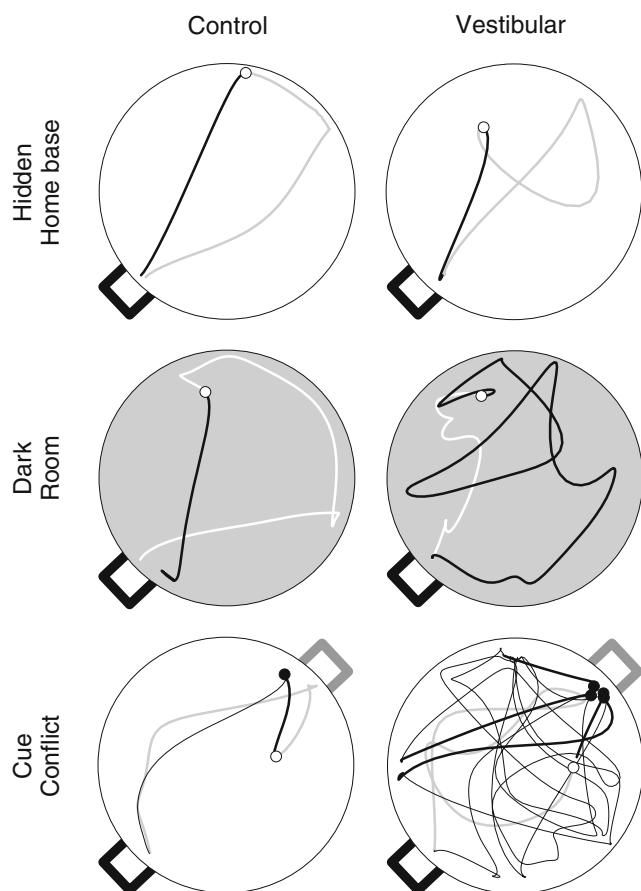 Control
Vestibular
Hidden
Home base
Dark
Room
Cue
Conflict